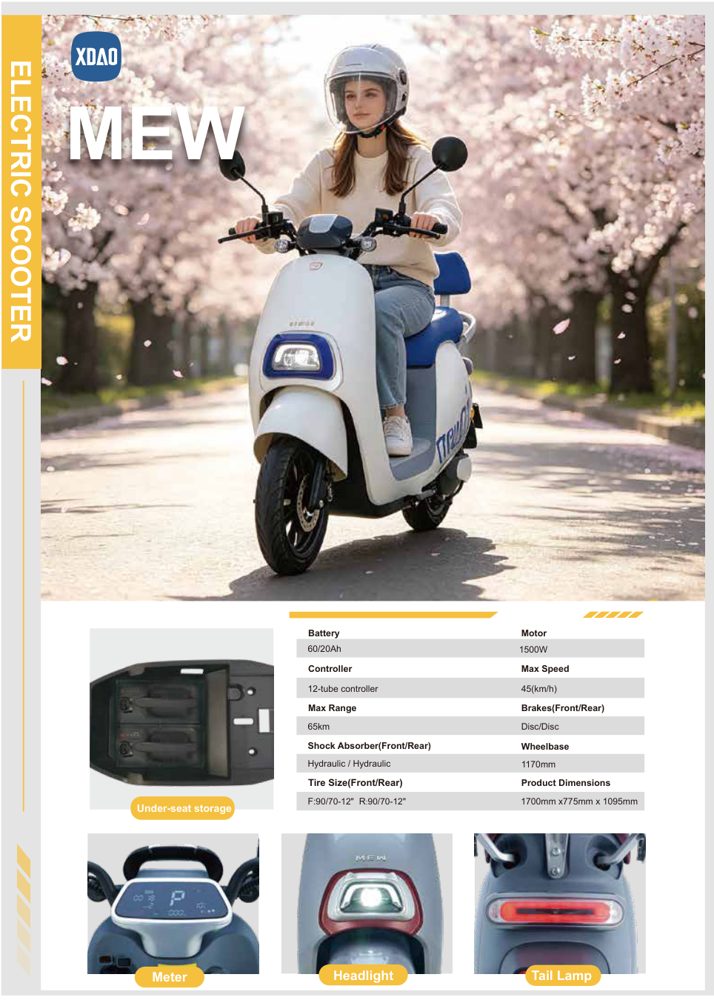 XDAO
MEW
ELECTRIC SCOOTER
Battery
Motor
60/20Ah
1500W
Controller
Max Speed
12-tube controller
45(km/h)
Max Range
Brakes(Front/Rear)
65km
Disc/Disc
Shock Absorber(Front/Rear)
Wheelbase
Hydraulic / Hydraulic
1170mm
Tire Size(Front/Rear)
Product Dimensions
F:90/70-12" R:90/70-12"
1700mm x775mm x 1095mm
Under-seat storage
P
MEW
Meter
Headlight
Tail Lamp